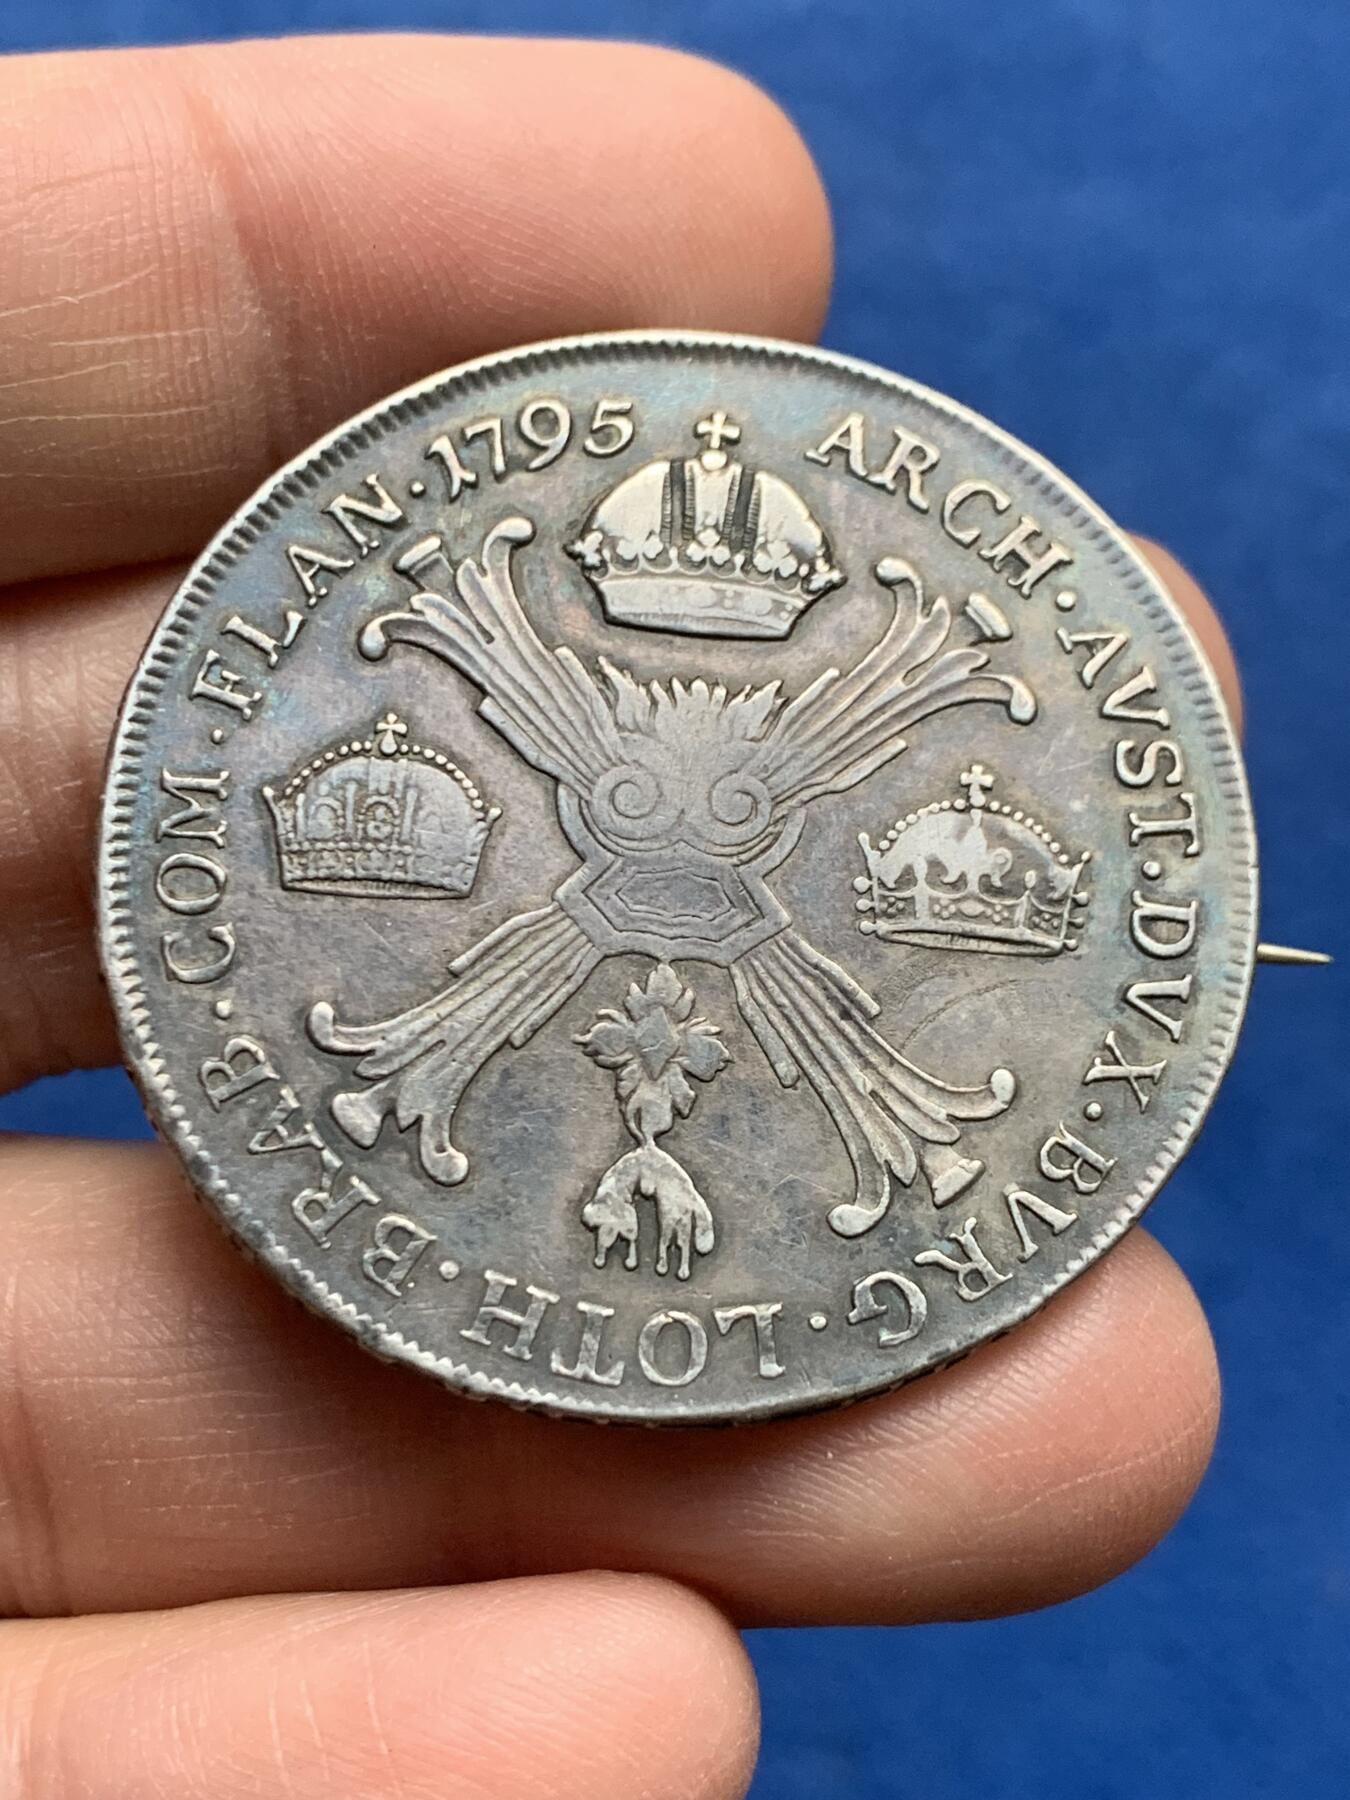 ARCH · AVST · DVX · BVRG · LOTH · BRAB · COM · FLAN · 1795